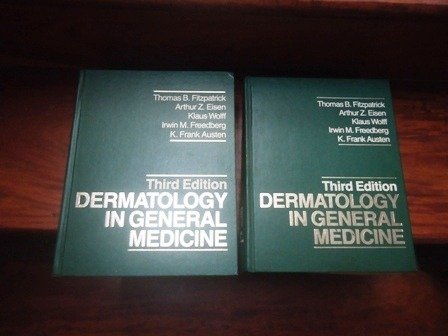 Thomas B. Fitzpatrick
Arthur Z. Eisen
Klaus Wolff
Irwin M. Freedberg
K. Frank Austen
Third Edition
DERMATOLOGY
IN GENERAL
MEDICINE
Thomas B. Fitzpatrick
Arthur Z. Eisen
Klaus Wolff
Irwin M. Freedberg
K. Frank Austen
Third Edition
DERMATOLOGY
IN GENERAL
MEDICINE